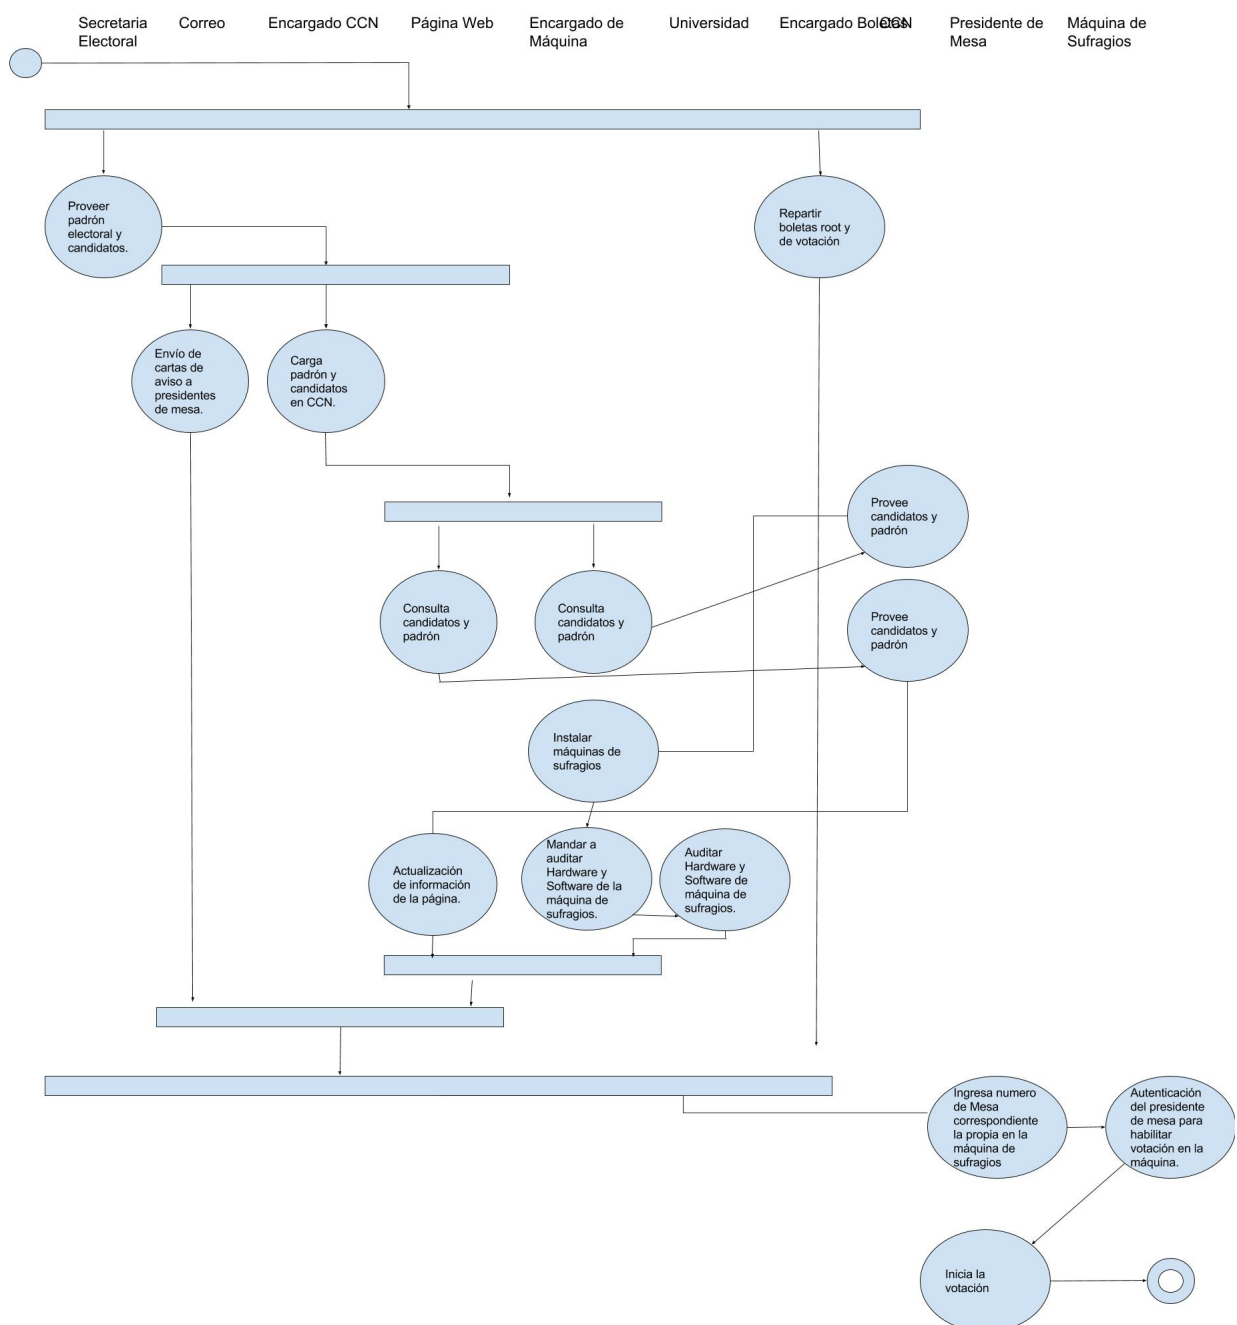 Secretaria
Electoral
Correo
Encargado CCN
Página Web
Encargado de
Máquina
Universidad
Encargado Boletas
CCN
Presidente de
Mesa
Máquina de
Sufragios
Proveer
padrón
electoral y
candidatos.
Repartir
boletas root y
de votación
Envío de
cartas de
aviso a
presidentes
de mesa.
Carga
padrón y
candidatos
en CCN.
Provee
candidatos y
padrón
Consulta
candidatos y
padrón
Consulta
candidatos y
padrón
Provee
candidatos y
padrón
Instalar
máquinas de
sufragios
Actualización
de información
de la página.
Mandar a
auditar
Hardware y
Software de la
máquina de
sufragios.
Auditar
Hardware y
Software de
máquina de
sufragios.
Ingresa numero
de Mesa
correspondiente
la propia en la
máquina de
sufragios
Autenticación
del presidente
de mesa para
habilitar
votación en la
máquina.
Inicia la
votación